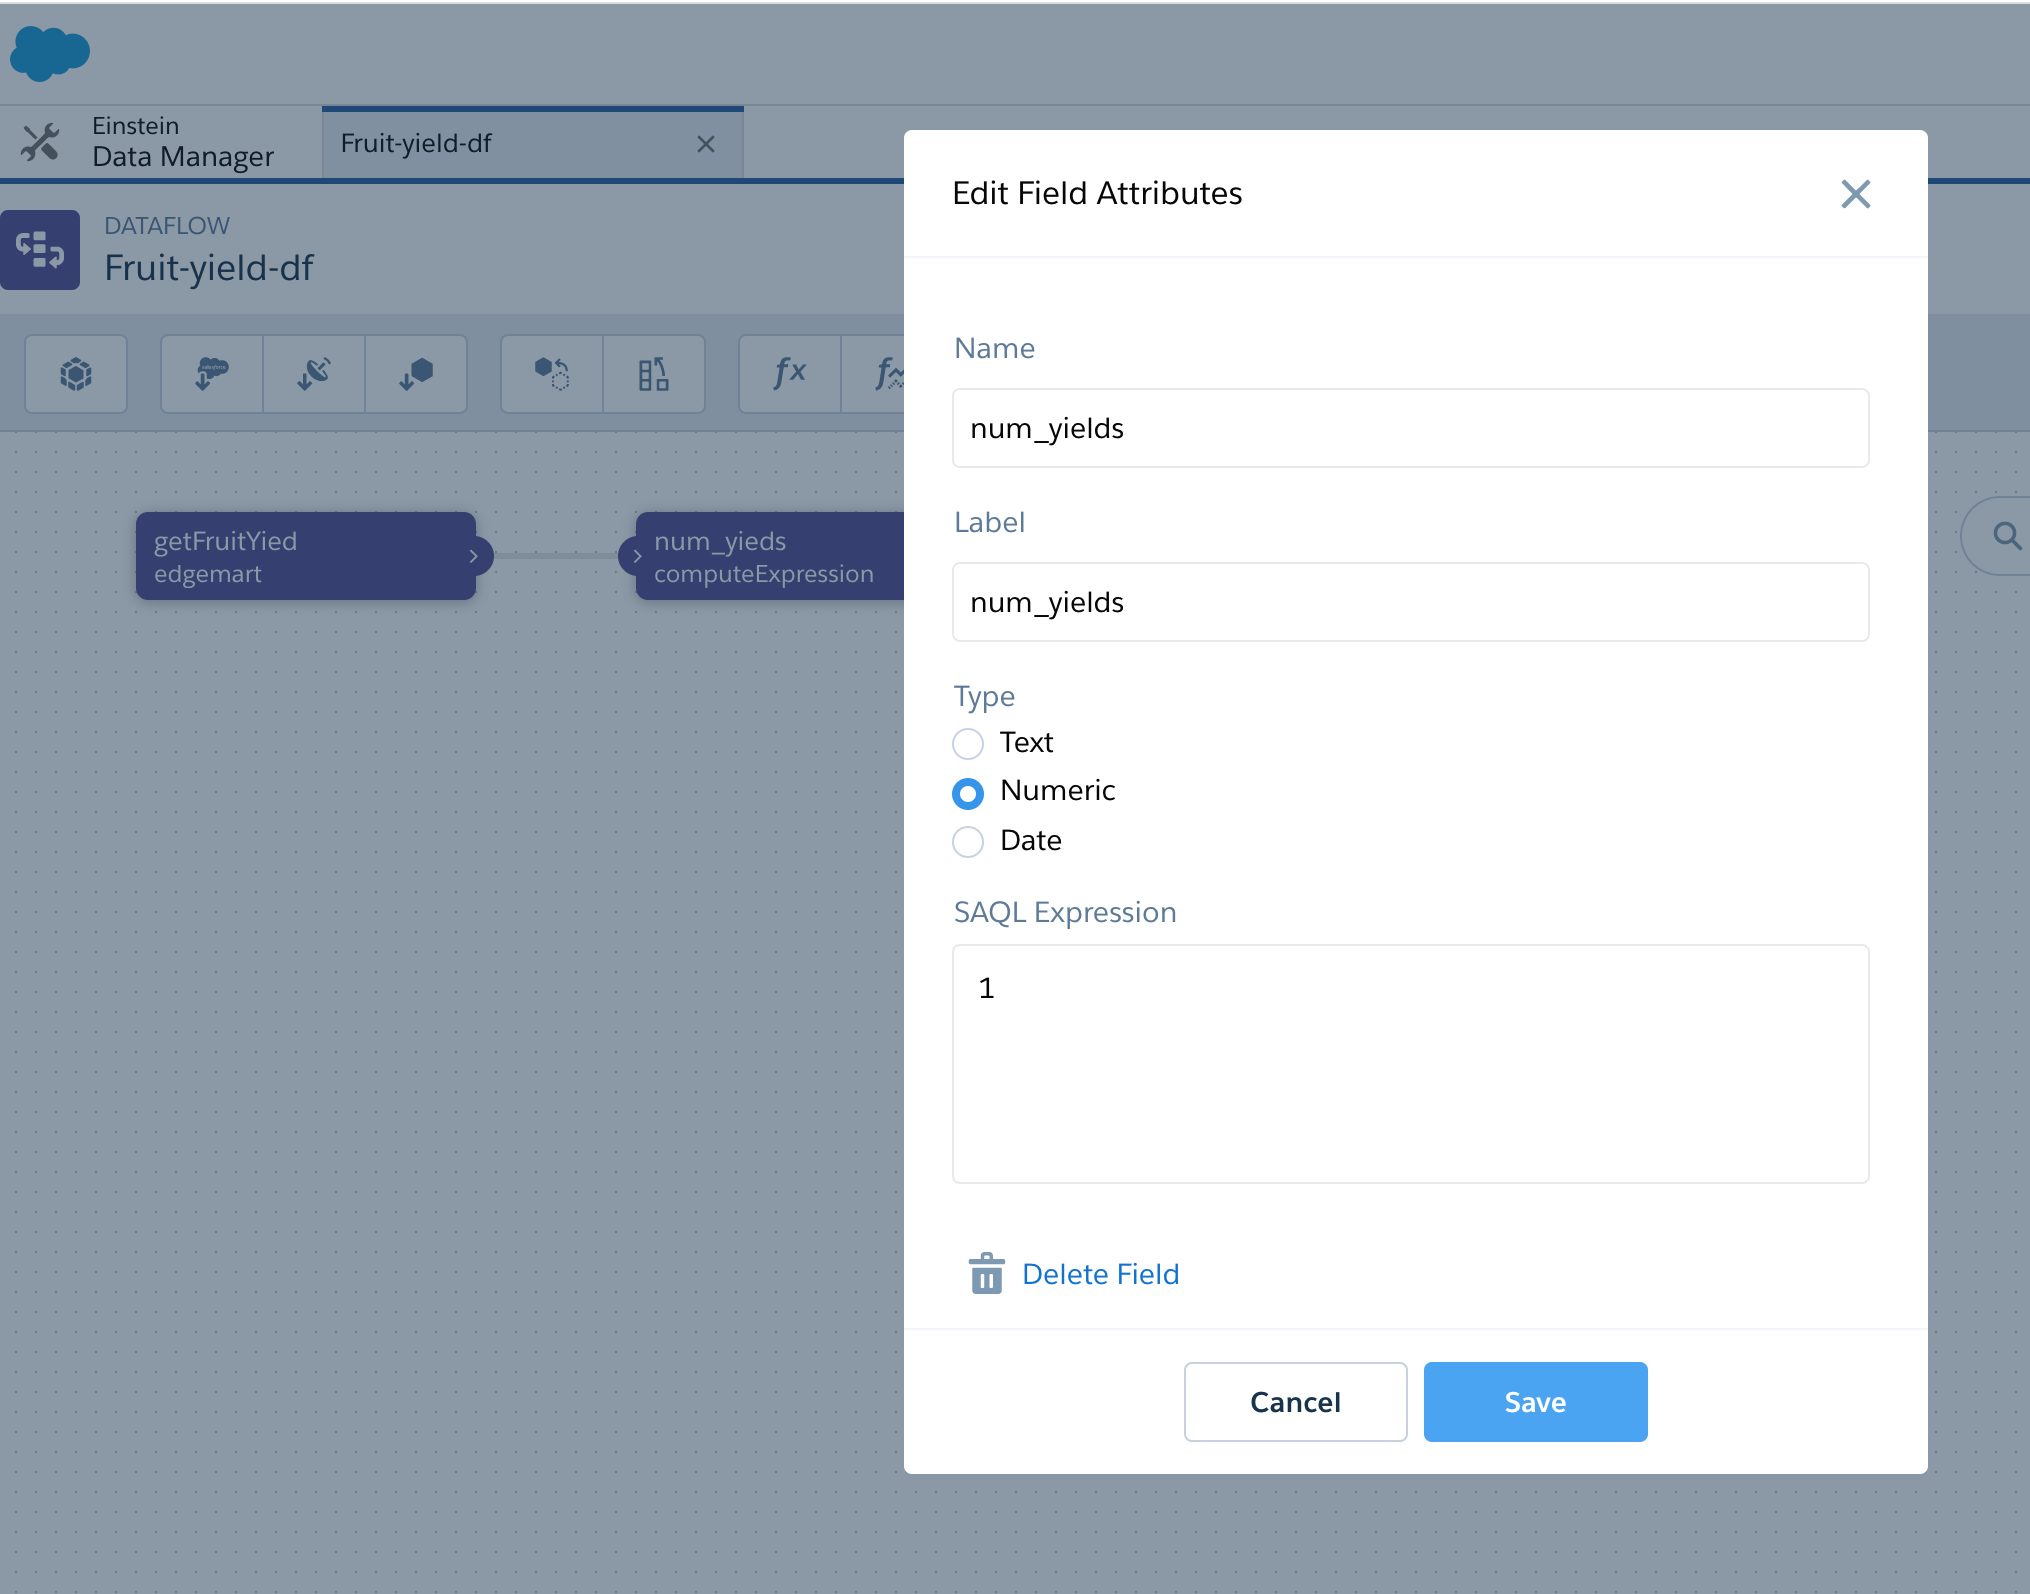 Einstein
Data Manager
Fruit-yield-df
DATAFLOW
Fruit-yield-df
fx
f
getFruitYied
edgemart
num_yieds
computeExpression
Edit Field Attributes
Name
num_yields
Label
num_yields
Type
Text
Numeric
Date
SAQL Expression
1
Delete Field
Cancel
Save